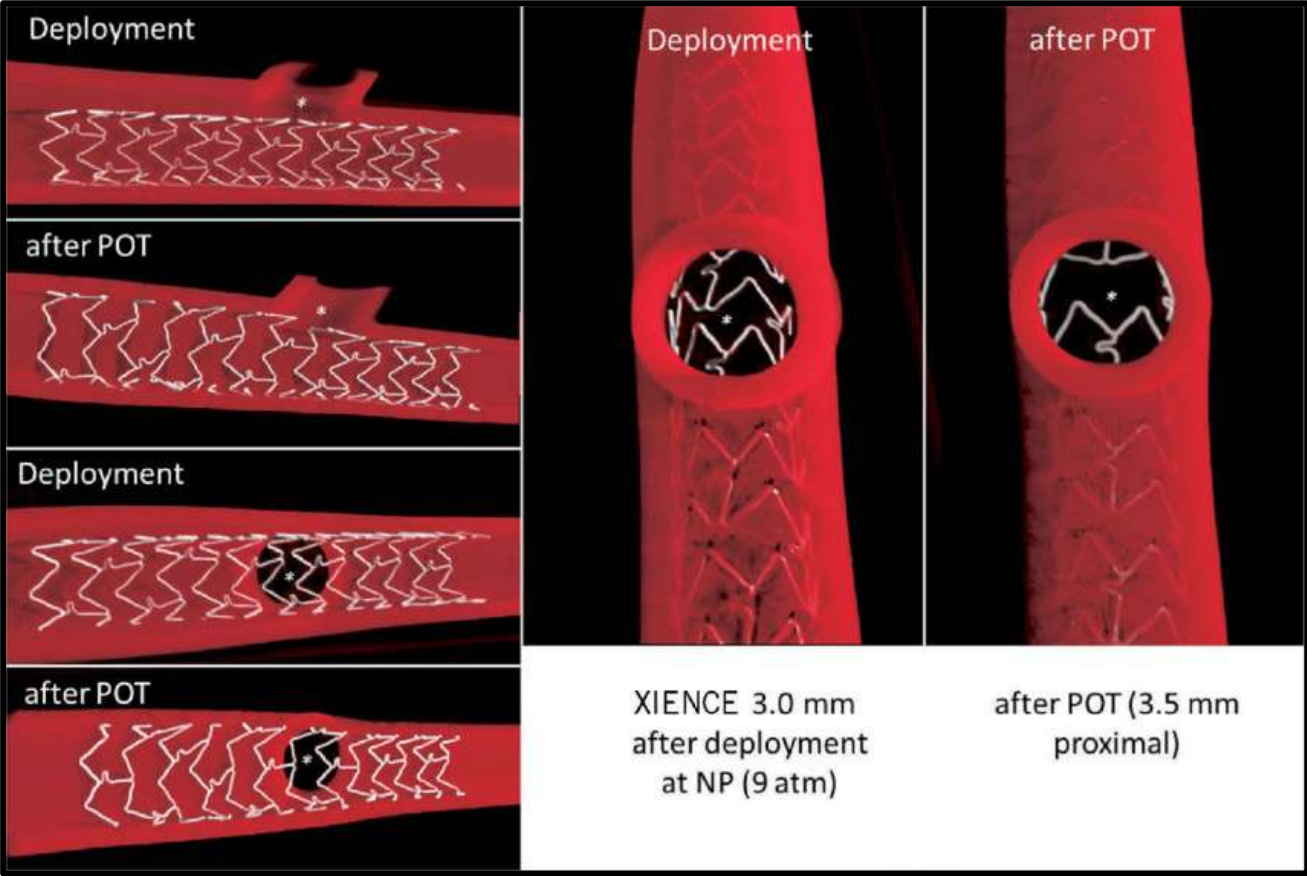 Deployment
*
after POT
*
Deployment
*
after POT
*
Deployment
*
after POT
*
XIENCE 3.0 mm
after deployment
at NP (9 atm)
after POT (3.5 mm
proximal)